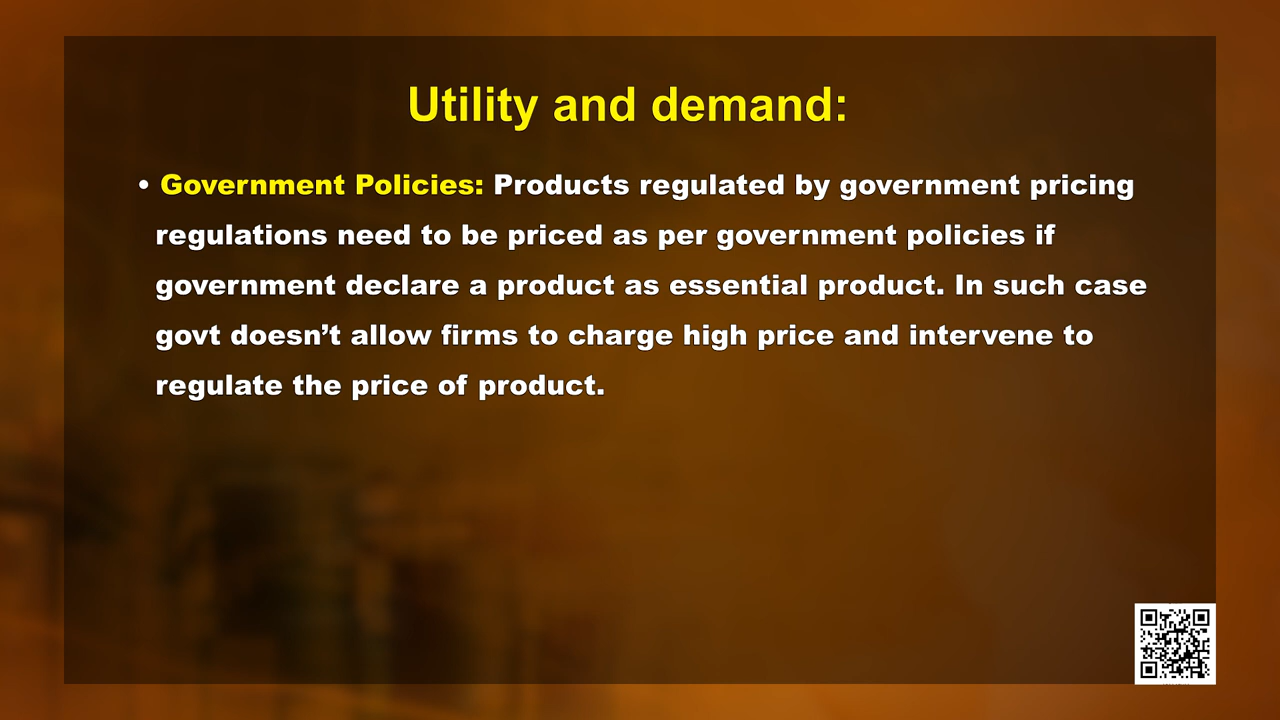 Utility and demand:
• Government Policies: Products regulated by government pricing
regulations need to be priced as per government policies if
government declare a product as essential product. In such case
govt doesn’t allow firms to charge high price and intervene to
regulate the price of product.